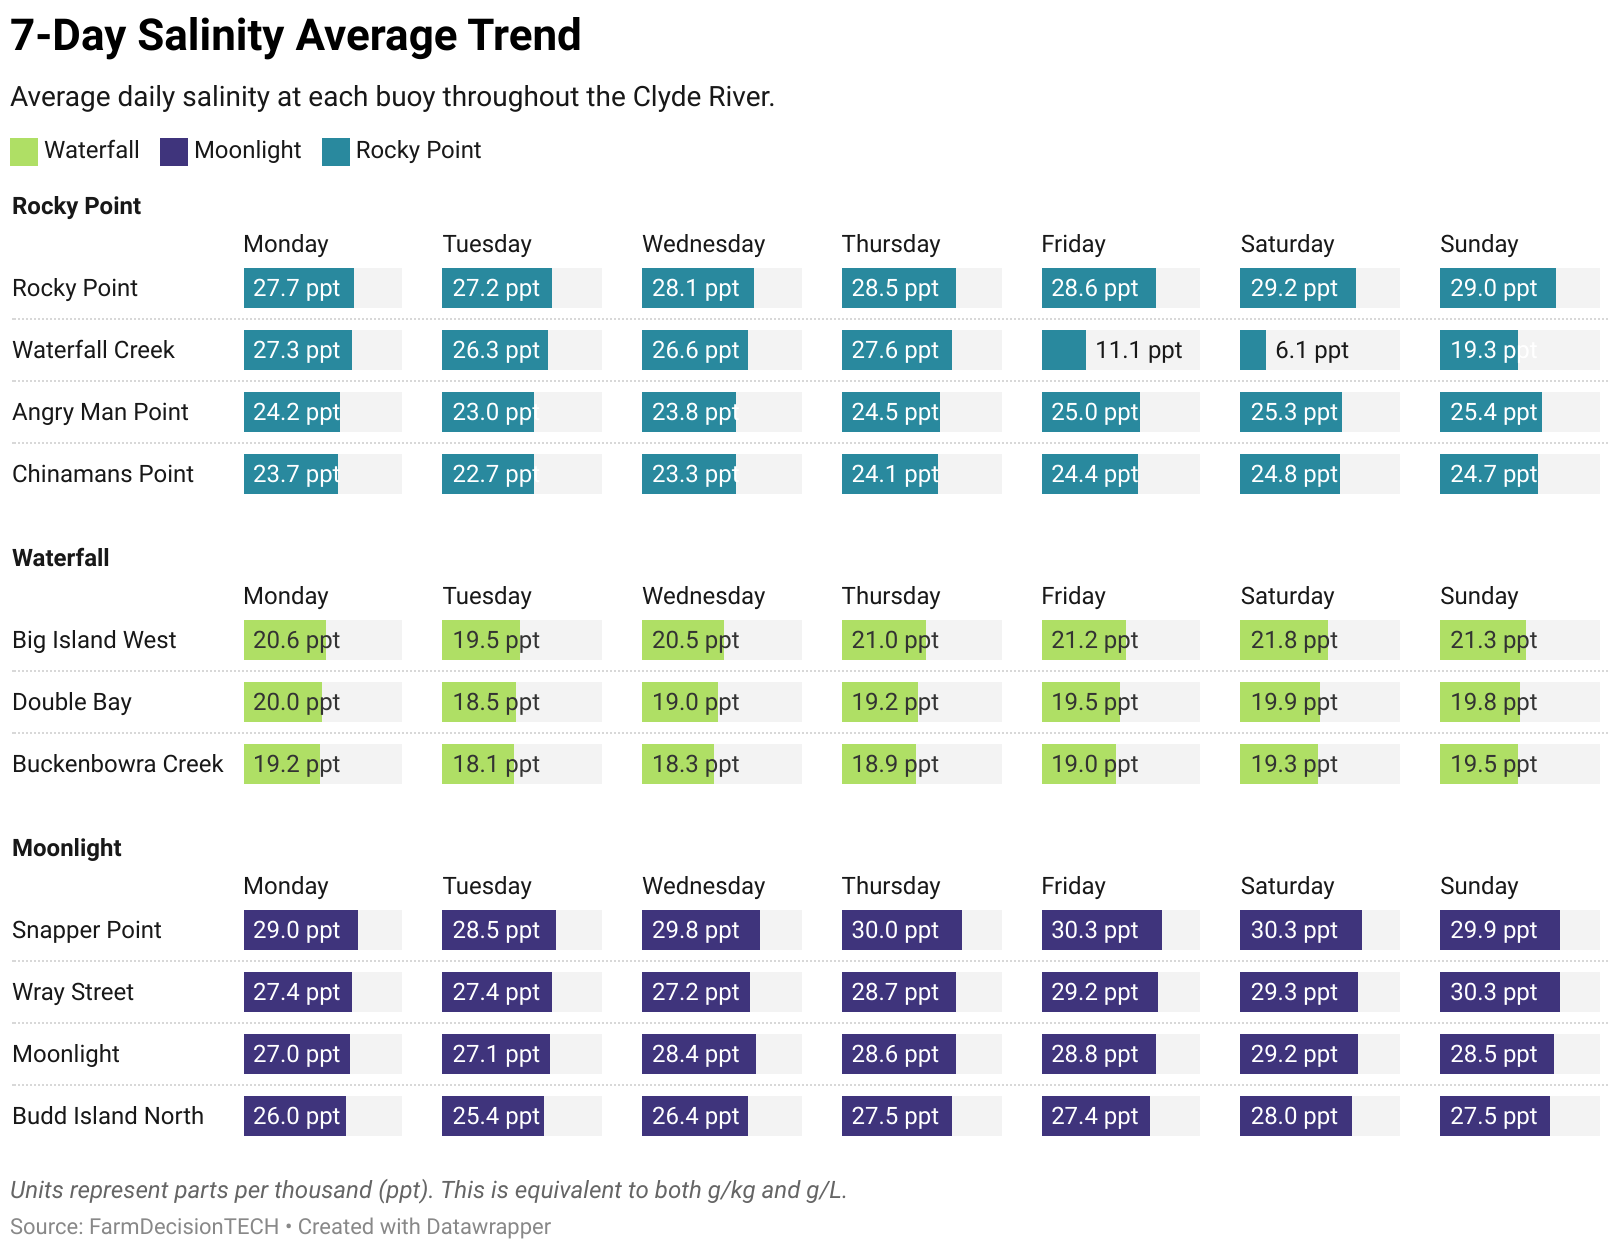 7-Day Salinity Average Trend
Average daily salinity at each buoy throughout the Clyde River.
Waterfall Moonlight Rocky Point
Rocky Point
Monday Tuesday Wednesday Thursday Friday Saturday Sunday
Rocky Point 27.7 ppt 27.2 ppt 28.1 ppt 28.5 ppt 28.6 ppt 29.2 ppt 29.0 ppt
Waterfall Creek 27.3 ppt 26.3 ppt 26.6 ppt 27.6 ppt 11.1 ppt 6.1 ppt 19.3 ppt
Angry Man Point 24.2 ppt 23.0 ppt 23.8 ppt 24.5 ppt 25.0 ppt 25.3 ppt 25.4 ppt
Chinamans Point 23.7 ppt 22.7 ppt 23.3 ppt 24.1 ppt 24.4 ppt 24.8 ppt 24.7 ppt
Waterfall
Monday Tuesday Wednesday Thursday Friday Saturday Sunday
Big Island West 20.6 ppt 19.5 ppt 20.5 ppt 21.0 ppt 21.2 ppt 21.8 ppt 21.3 ppt
Double Bay 20.0 ppt 18.5 ppt 19.0 ppt 19.2 ppt 19.5 ppt 19.9 ppt 19.8 ppt
Buckenbowra Creek 19.2 ppt 18.1 ppt 18.3 ppt 18.9 ppt 19.0 ppt 19.3 ppt 19.5 ppt
Moonlight
Monday Tuesday Wednesday Thursday Friday Saturday Sunday
Snapper Point 29.0 ppt 28.5 ppt 29.8 ppt 30.0 ppt 30.3 ppt 30.3 ppt 29.9 ppt
Wray Street 27.4 ppt 27.4 ppt 27.2 ppt 28.7 ppt 29.2 ppt 29.3 ppt 30.3 ppt
Moonlight 27.0 ppt 27.1 ppt 28.4 ppt 28.6 ppt 28.8 ppt 29.2 ppt 28.5 ppt
Budd Island North 26.0 ppt 25.4 ppt 26.4 ppt 27.5 ppt 27.4 ppt 28.0 ppt 27.5 ppt
Units represent parts per thousand (ppt). This is equivalent to both g/kg and g/L.
Source: FarmDecisionTECH • Created with Datawrapper